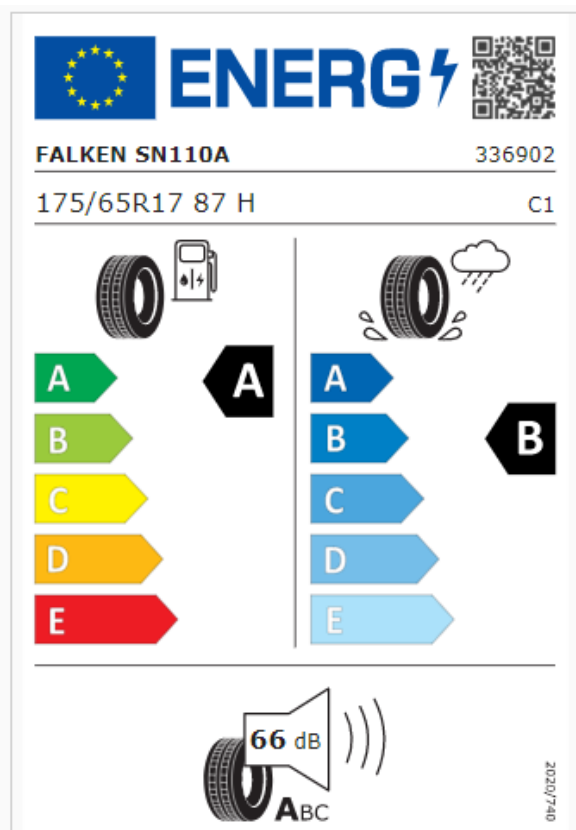 ENERG
FALKEN SN110A 336902
175/65R17 87 H C1
A A A
B B B
C C
D D
E E
66 dB
ABC
2020/740